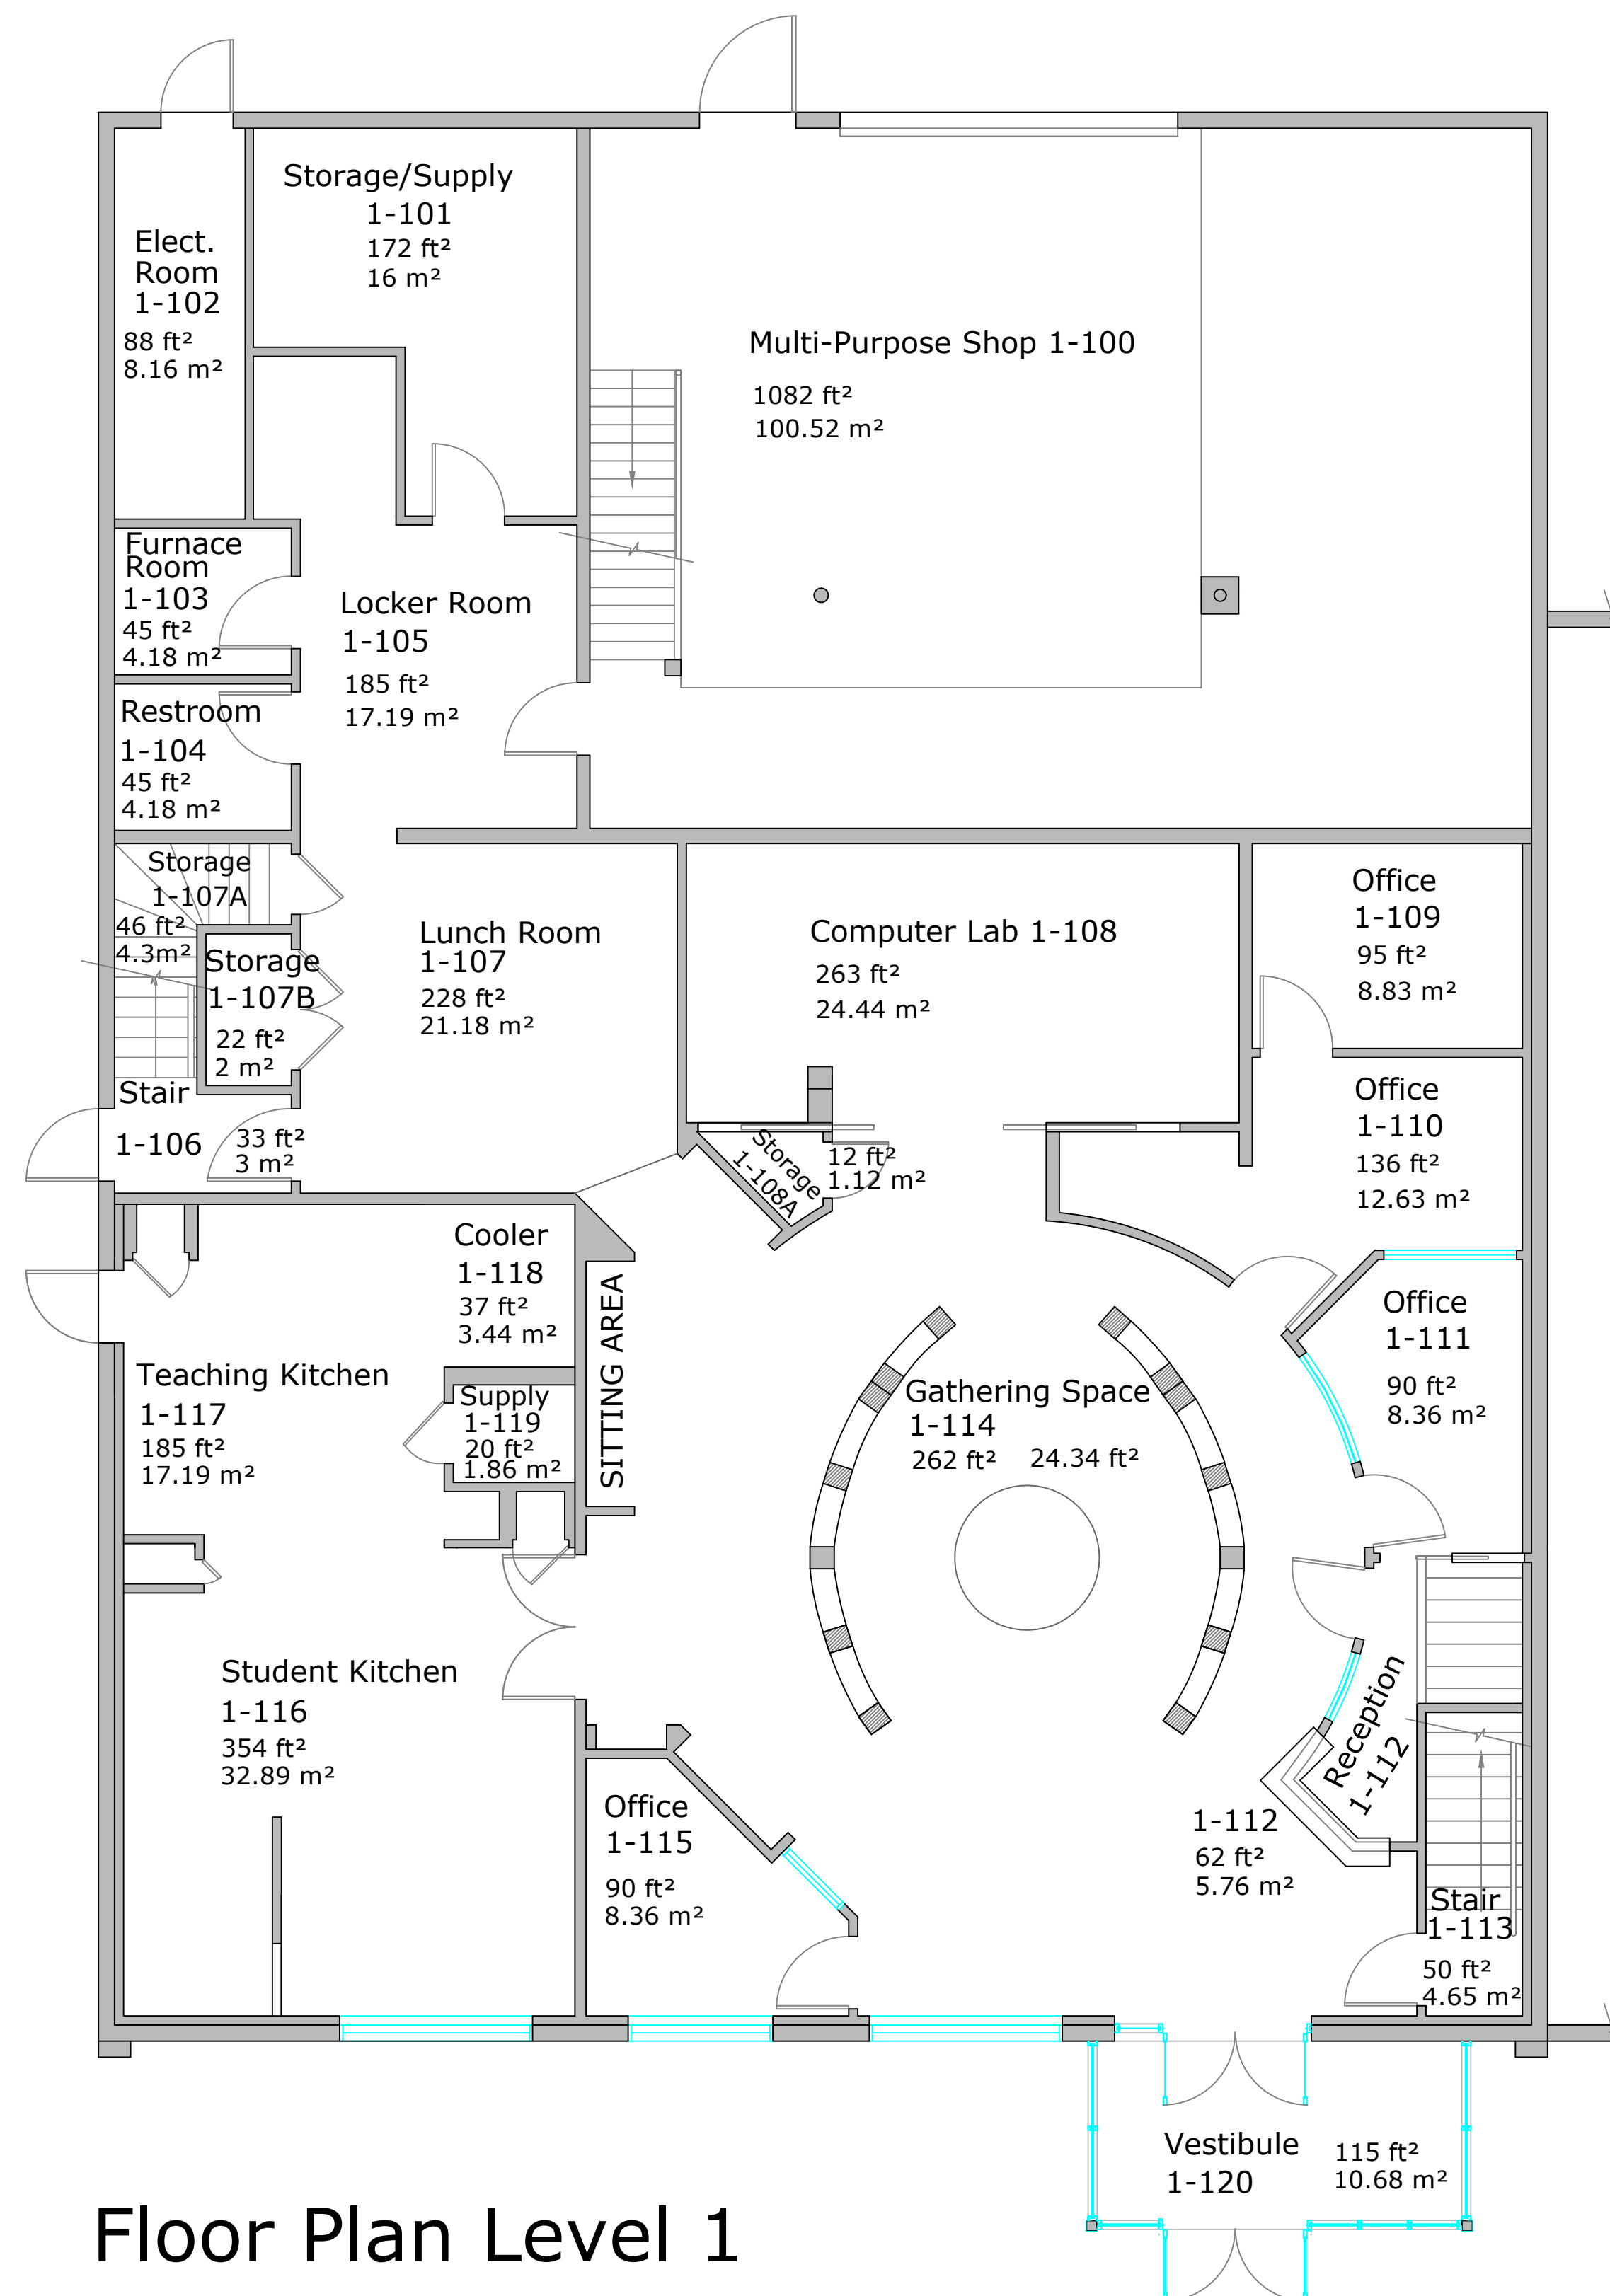 Storage/Supply
1-101
172 ft²
16 m²
Elect.
Room
1-102
88 ft²
8.16 m²
Multi-Purpose Shop 1-100
1082 ft²
100.52 m²
Furnace
Room
1-103
45 ft²
4.18 m²
Locker Room
1-105
185 ft²
17.19 m²
Restroom
1-104
45 ft²
4.18 m²
Storage
1-107A
46 ft²
4.3m²
Storage
1-107B
22 ft²
2 m²
Lunch Room
1-107
228 ft²
21.18 m²
Computer Lab 1-108
263 ft²
24.44 m²
Office
1-109
95 ft²
8.83 m²
Stair
1-106
33 ft²
3 m²
Storage
1-108A
12 ft²
1.12 m²
Office
1-110
136 ft²
12.63 m²
Cooler
1-118
37 ft²
3.44 m²
SITTING AREA
Office
1-111
90 ft²
8.36 m²
Teaching Kitchen
1-117
185 ft²
17.19 m²
Supply
1-119
20 ft²
1.86 m²
Gathering Space
1-114
262 ft² 24.34 ft²
Student Kitchen
1-116
354 ft²
32.89 m²
Reception
1-112
Office
1-115
90 ft²
8.36 m²
1-112
62 ft²
5.76 m²
Stair
1-113
50 ft²
4.65 m²
Vestibule
1-120
115 ft²
10.68 m²
Floor Plan Level 1